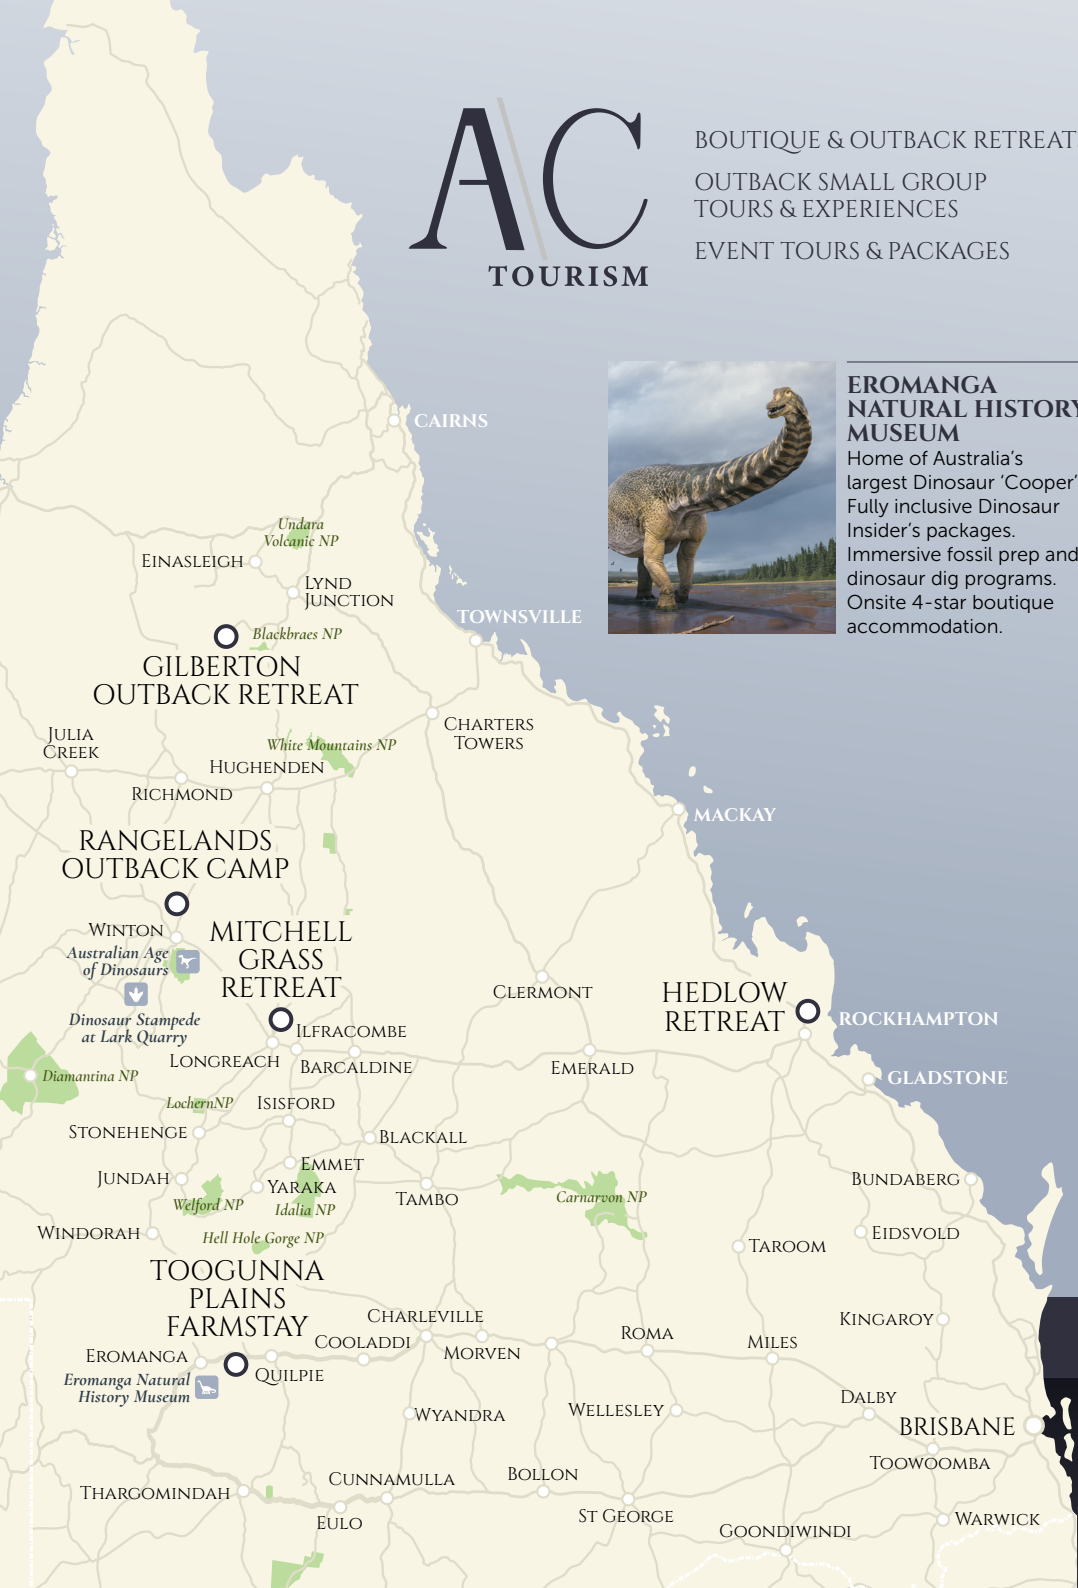 A\C
TOURISM
BOUTIQUE & OUTBACK RETREAT
OUTBACK SMALL GROUP
TOURS & EXPERIENCES
EVENT TOURS & PACKAGES
EROMANGA
NATURAL HISTORY
MUSEUM
Home of Australia's
largest Dinosaur 'Cooper'
Fully inclusive Dinosaur
Insider's packages.
Immersive fossil prep and
dinosaur dig programs.
Onsite 4-star boutique
accommodation.
CAIRNS
Undara
Volcanic NP
EINASLEIGH
LYND
JUNCTION
TOWNSVILLE
Blackbraes NP
GILBERTON
OUTBACK RETREAT
CHARTERS
TOWERS
JULIA
CREEK
White Mountains NP
HUGHENDEN
RICHMOND
MACKAY
RANGELANDS
OUTBACK CAMP
WINTON
Australian Age
of Dinosaurs
MITCHELL
GRASS
RETREAT
Dinosaur Stampede
at Lark Quarry
CLERMONT
HEDLOW
RETREAT
ROCKHAMPTON
ILFRACOMBE
LONGREACH
BARCALDINE
EMERALD
GLADSTONE
Diamantina NP
LochernNP
ISISFORD
STONEHENGE
BLACKALL
EMMET
JUNDAH
YARAKA
TAMBO
Welford NP
Idalia NP
Carnarvon NP
BUNDABERG
WINDORAH
Hell Hole Gorge NP
EIDSVOLD
TAROOM
TOOGUNNA
PLAINS
FARMSTAY
CHARLEVILLE
COOLADDI
MORVEN
ROMA
MILES
KINGAROY
EROMANGA
QUILPIE
Eromanga Natural
History Museum
WYANDRA
WELLESLEY
DALBY
BRISBANE
TOOWOOMBA
THARGOMINDAH
CUNNAMULLA
BOLLON
EULO
ST GEORGE
GOONDIWINDI
WARWICK